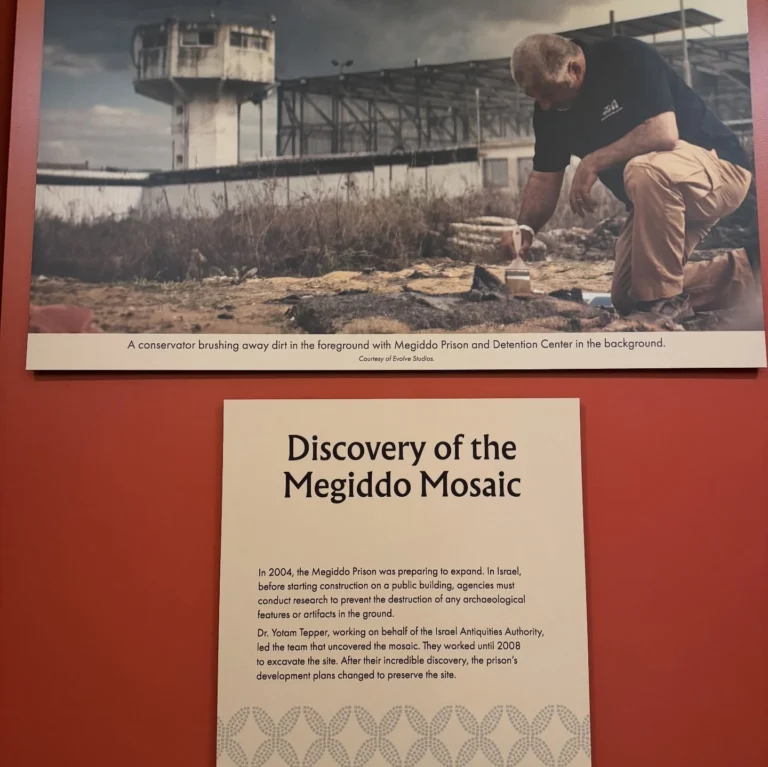 A conservator brushing away dirt in the foreground with Megiddo Prison and Detention Center in the background.
Courtesy of Evolve Studios.
Discovery of the
Megiddo Mosaic
In 2004, the Megiddo Prison was preparing to expand. In Israel,
before starting construction on a public building, agencies must
conduct research to prevent the destruction of any archaeological
features or artifacts in the ground.
Dr. Yotam Tepper, working on behalf of the Israel Antiquities Authority,
led the team that uncovered the mosaic. They worked until 2008
to excavate the site. After their incredible discovery, the prison's
development plans changed to preserve the site.